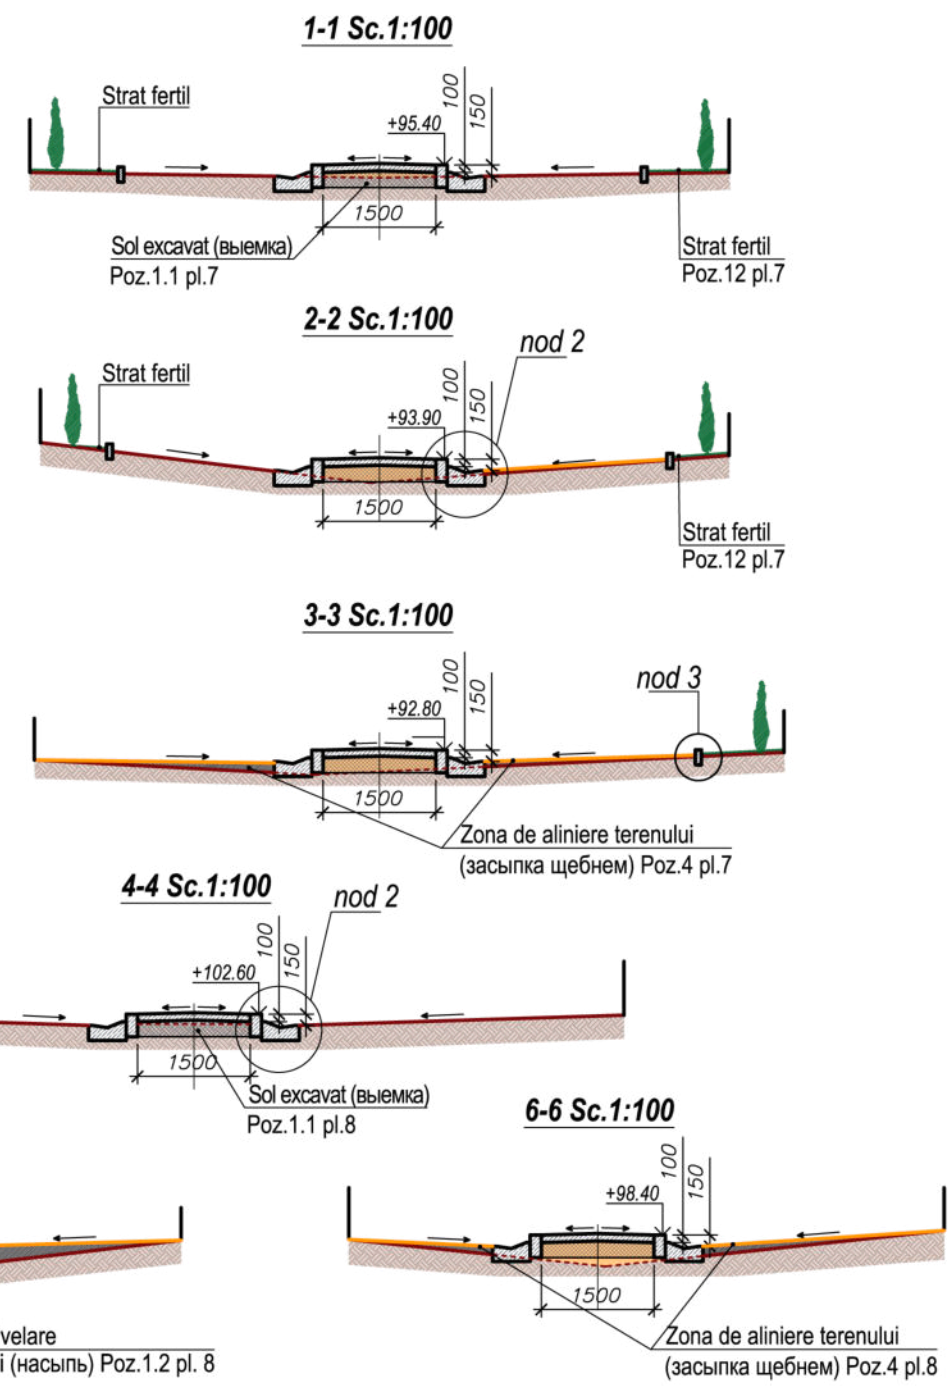 1-1 Sc.1:100
Strat fertil
+95.40
100
150
1500
Sol excavat (выемка)
Poz.1.1 pl.7
Strat fertil
Poz.12 pl.7
2-2 Sc.1:100
nod 2
Strat fertil
+93.90
100
150
1500
Strat fertil
Poz.12 pl.7
3-3 Sc.1:100
nod 3
+92.80
100
150
1500
Zona de aliniere terenului
(засыпка щебнем) Poz.4 pl.7
4-4 Sc.1:100
nod 2
+102.60
100
150
1500
Sol excavat (выемка)
Poz.1.1 pl.8
6-6 Sc.1:100
+98.40
100
150
1500
velare
i (насыпь) Poz.1.2 pl. 8
Zona de aliniere terenului
(засыпка щебнем) Poz.4 pl.8